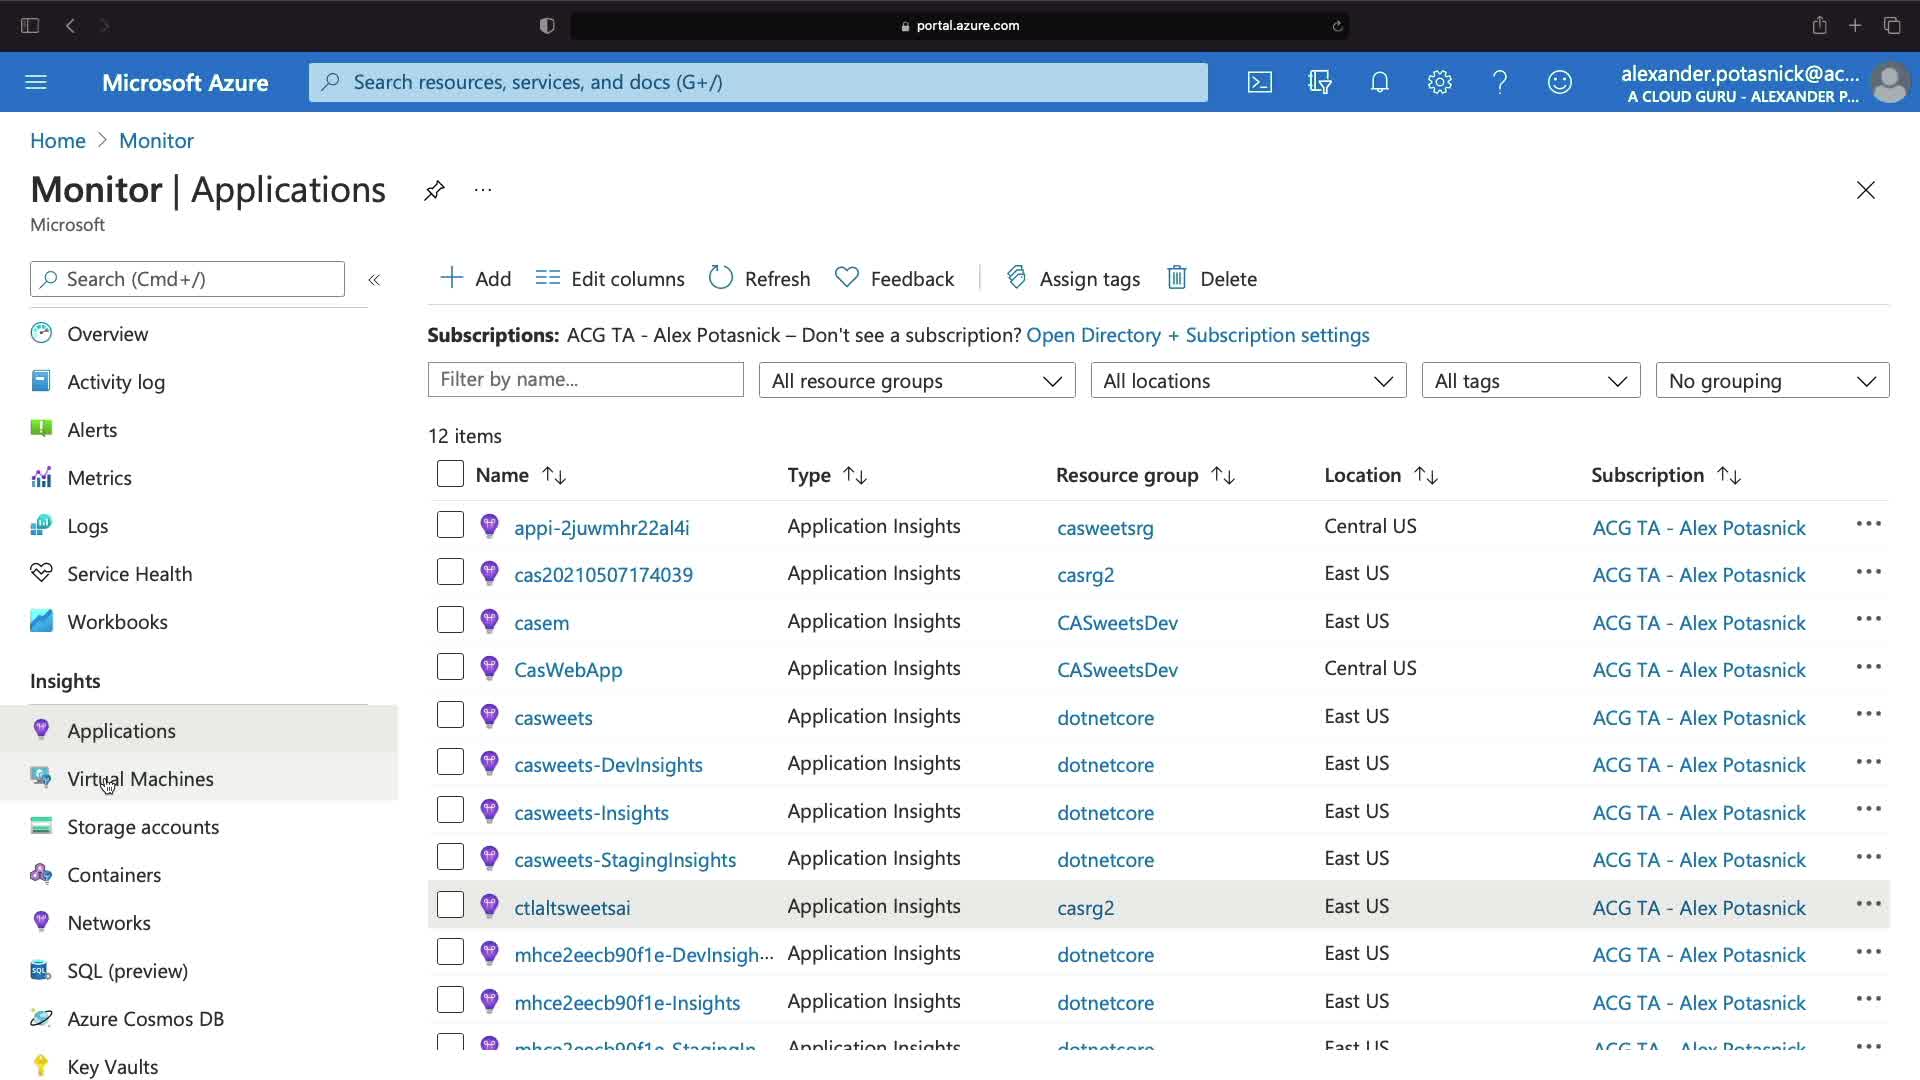 portal.azure.com
Microsoft Azure
Search resources, services, and docs (G+/)
alexander.potasnick@ac...
A CLOUD GURU - ALEXANDER P...
Home > Monitor
Monitor | Applications
...
Microsoft
Search (Cmd+/)
«
Overview
Activity log
Alerts
Metrics
Logs
Service Health
Workbooks
Insights
Applications
Virtual Machines
Storage accounts
Containers
Networks
SQL (preview)
Azure Cosmos DB
Key Vaults
Add Edit columns Refresh Feedback Assign tags Delete
Subscriptions: ACG TA - Alex Potasnick – Don't see a subscription? Open Directory + Subscription settings
Filter by name... All resource groups All locations All tags No grouping
12 items
Name Type Resource group Location Subscription
appi-2juwmhr22al4i Application Insights casweetsrg Central US ACG TA - Alex Potasnick ...
cas20210507174039 Application Insights casrg2 East US ACG TA - Alex Potasnick ...
casem Application Insights CASweetsDev East US ACG TA - Alex Potasnick ...
CasWebApp Application Insights CASweetsDev Central US ACG TA - Alex Potasnick ...
casweets Application Insights dotnetcore East US ACG TA - Alex Potasnick ...
casweets-DevInsights Application Insights dotnetcore East US ACG TA - Alex Potasnick ...
casweets-Insights Application Insights dotnetcore East US ACG TA - Alex Potasnick ...
casweets-StagingInsights Application Insights dotnetcore East US ACG TA - Alex Potasnick ...
ctlaltsweetsai Application Insights casrg2 East US ACG TA - Alex Potasnick ...
mhce2eecb90f1e-DevInsigh... Application Insights dotnetcore East US ACG TA - Alex Potasnick ...
mhce2eecb90f1e-Insights Application Insights dotnetcore East US ACG TA - Alex Potasnick ...
mhce2eecb90f1e-StagingIn... Application Insights dotnetcore East US ACG TA - Alex Potasnick ...